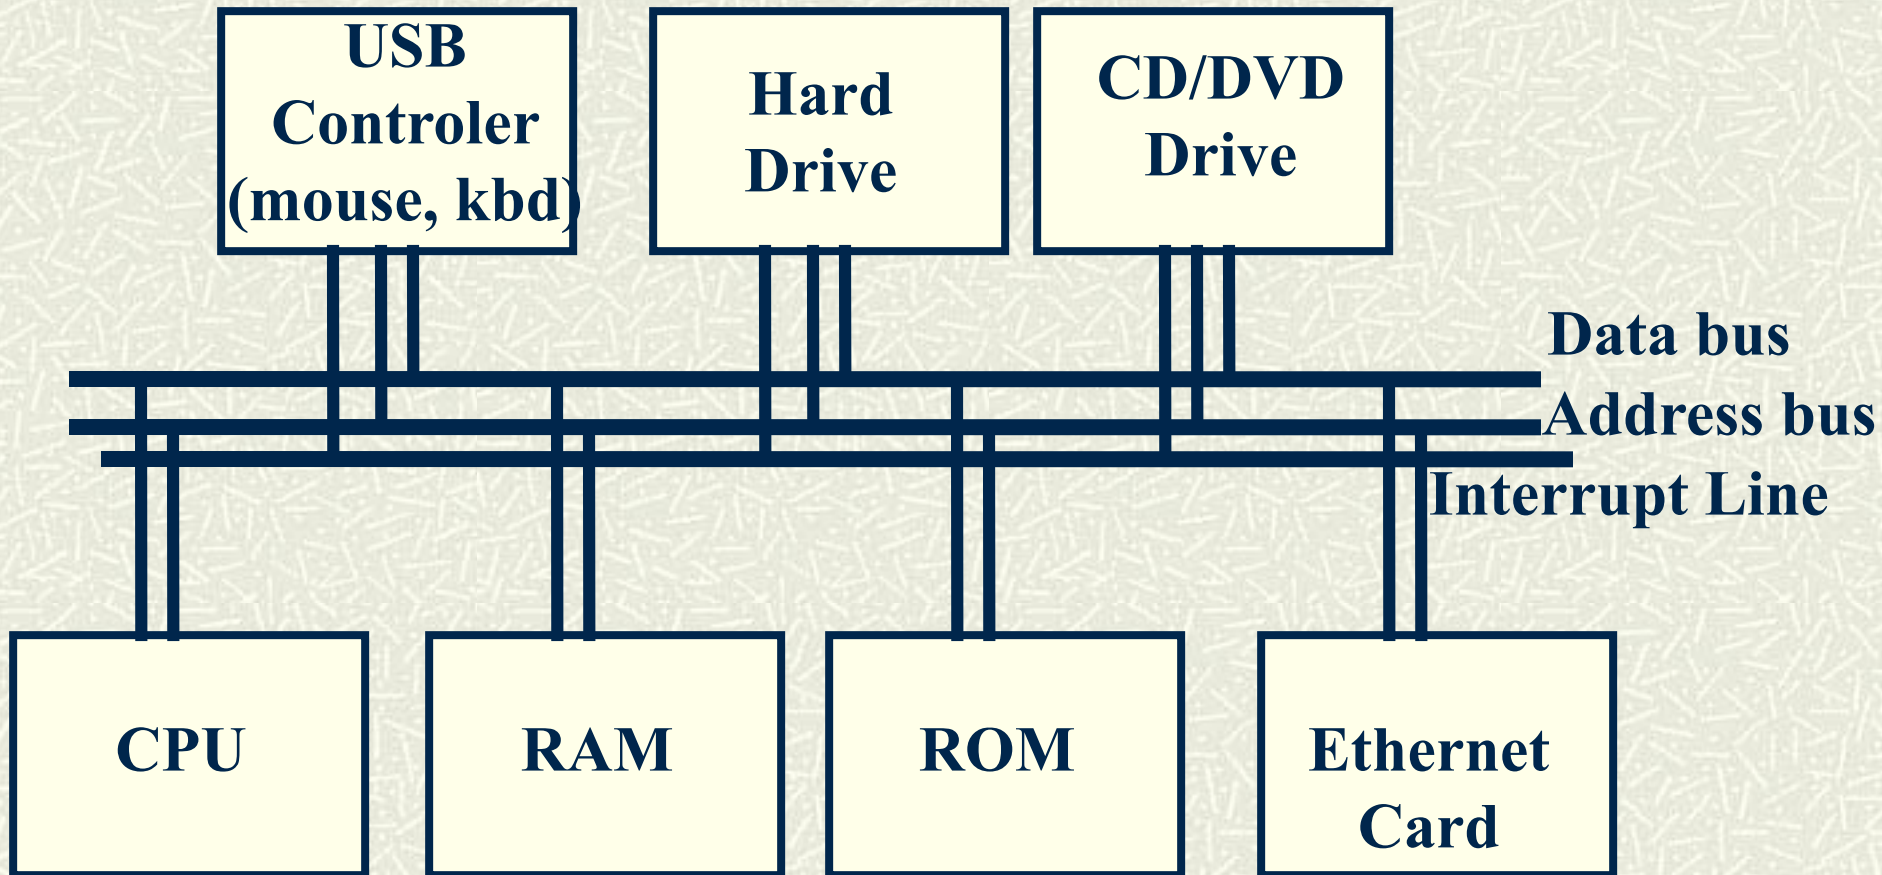 USB
Controler
(mouse, kbd)
Hard
Drive
CD/DVD
Drive
Data bus
Address bus
Interrupt Line
CPU
RAM
ROM
Ethernet
Card